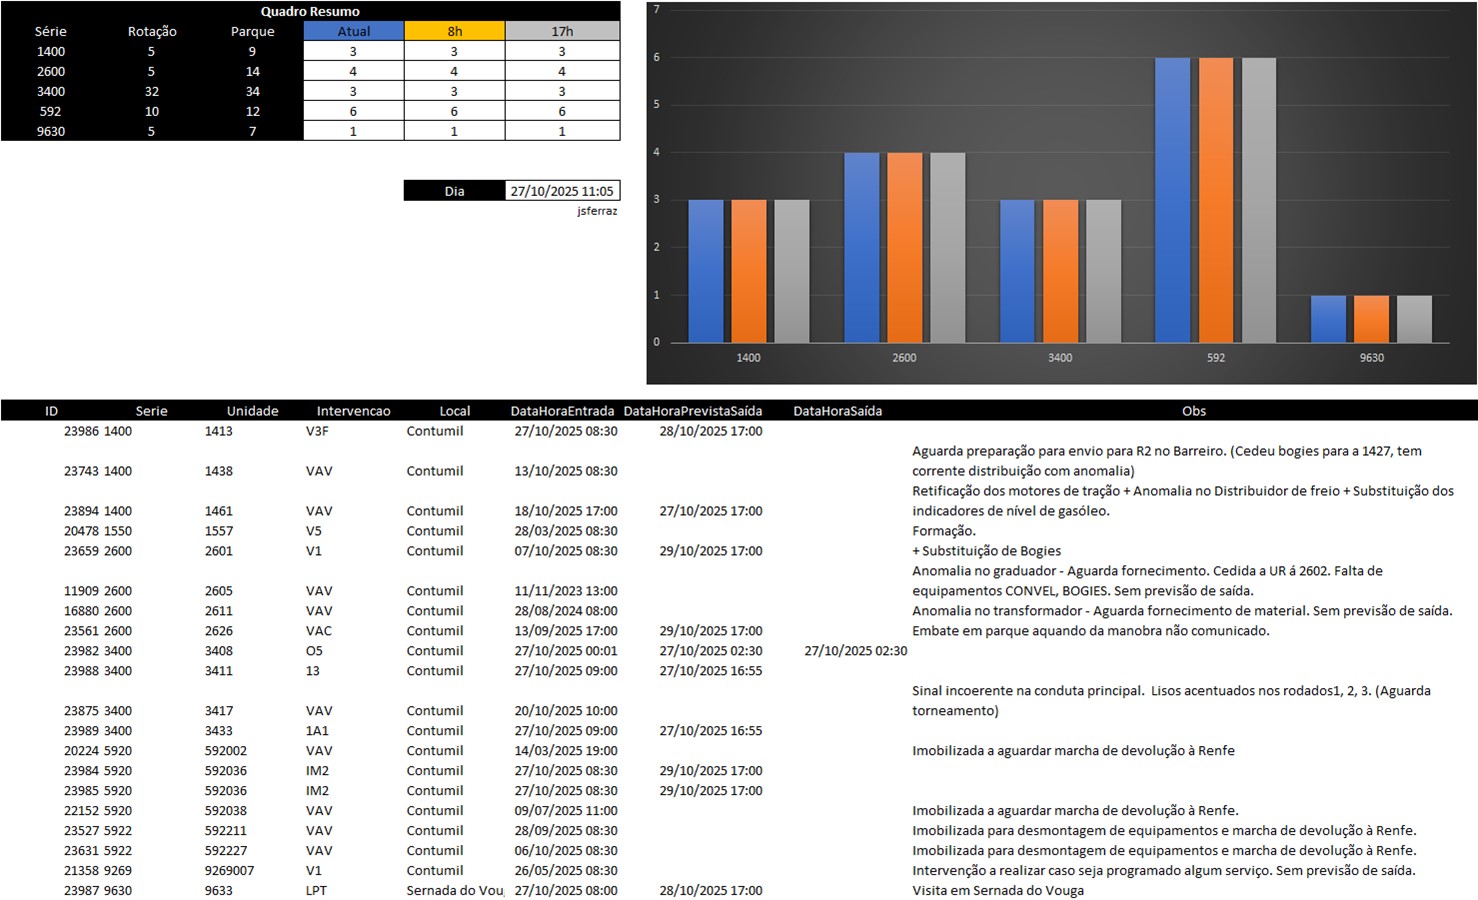 Quadro Resumo
Série Rotação Parque Atual 8h 17h
1400 5 9 3 3 3
2600 5 14 4 4 4
3400 32 34 3 3 3
592 10 12 6 6 6
9630 5 7 1 1 1
Dia 27/10/2025 11:05
jsferraz
7
6
5
4
3
2
1
0
1400 2600 3400 592 9630
ID Serie Unidade Intervencao Local DataHoraEntrada DataHoraPrevistaSaída DataHoraSaída Obs
23986 1400 1413 V3F Contumil 27/10/2025 08:30 28/10/2025 17:00
Aguarda preparação para envio para R2 no Barreiro. (Cedeu bogies para a 1427, tem
23743 1400 1438 VAV Contumil 13/10/2025 08:30 corrente distribuição com anomalia)
Retificação dos motores de tração + Anomalia no Distribuidor de freio + Substituição dos
23894 1400 1461 VAV Contumil 18/10/2025 17:00 27/10/2025 17:00 indicadores de nível de gasóleo.
20478 1550 1557 V5 Contumil 28/03/2025 08:30 Formação.
23659 2600 2601 V1 Contumil 07/10/2025 08:30 29/10/2025 17:00 + Substituição de Bogies
Anomalia no graduador - Aguarda fornecimento. Cedida a UR á 2602. Falta de
11909 2600 2605 VAV Contumil 11/11/2023 13:00 equipamentos CONVEL, BOGIES. Sem previsão de saída.
16880 2600 2611 VAV Contumil 28/08/2024 08:00 Anomalia no transformador - Aguarda fornecimento de material. Sem previsão de saída.
23561 2600 2626 VAC Contumil 13/09/2025 17:00 29/10/2025 17:00 Embate em parque aquando da manobra não comunicado.
23982 3400 3408 O5 Contumil 27/10/2025 00:01 27/10/2025 02:30 27/10/2025 02:30
23988 3400 3411 13 Contumil 27/10/2025 09:00 27/10/2025 16:55
Sinal incoerente na conduta principal. Lisos acentuados nos rodados1, 2, 3. (Aguarda
23875 3400 3417 VAV Contumil 20/10/2025 10:00 torneamento)
23989 3400 3433 1A1 Contumil 27/10/2025 09:00 27/10/2025 16:55
20224 5920 592002 VAV Contumil 14/03/2025 19:00 Imobilizada a aguardar marcha de devolução à Renfe
23984 5920 592036 IM2 Contumil 27/10/2025 08:30 29/10/2025 17:00
23985 5920 592036 IM2 Contumil 27/10/2025 08:30 29/10/2025 17:00
22152 5920 592038 VAV Contumil 09/07/2025 11:00 Imobilizada a aguardar marcha de devolução à Renfe.
23527 5922 592211 VAV Contumil 28/09/2025 08:30 Imobilizada para desmontagem de equipamentos e marcha de devolução à Renfe.
23631 5922 592227 VAV Contumil 06/10/2025 08:30 Imobilizada para desmontagem de equipamentos e marcha de devolução à Renfe.
21358 9269 9269007 V1 Contumil 26/05/2025 08:30 Intervenção a realizar caso seja programado algum serviço. Sem previsão de saída.
23987 9630 9633 LPT Sernada do Vou 27/10/2025 08:00 28/10/2025 17:00 Visita em Sernada do Vouga